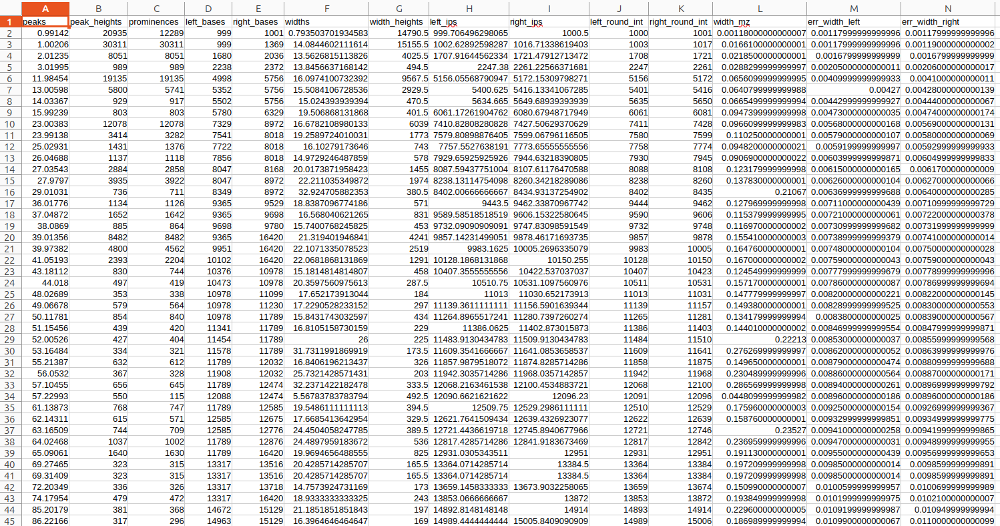 A B C D E F G H I J K L M N
1 peaks peak_heights prominences left_bases right_bases widths width_heights left_ips right_ips left_round_int right_round_int width_nz err_width_left err_width_right
2 0.99142 20935 12289 999 1001 0.793503701934583 14790.5 999.706496298065 1000.5 1000 1001 0.00118000000000007 0.00117999999999996 0.00117999999999996
3 1.00206 30311 30311 999 1369 14.0844602111614 15155.5 1002.62892598287 1016.71338619403 1003 1017 0.0166100000000001 0.00117999999999996 0.00119000000000002
4 2.01235 8051 8051 1680 2036 13.5626815113826 4025.5 1707.91644562334 1721.47912713472 1708 1721 0.0218500000000001 0.00167999999999999 0.0016799999999999
5 3.01995 989 989 2238 2372 13.8456637168142 494.5 2247.38 2261.22566371681 2247 2261 0.0288299999999997 0.00205000000000011 0.00206000000000017
6 11.98454 19135 19135 4998 5756 16.0974100732392 9567.5 5156.05568790947 5172.15309798271 5156 5172 0.0656099999999995 0.00409999999999933 0.0041000000000011
7 13.00598 5800 5741 5352 5756 15.5084106728536 2929.5 5400.625 5416.13341067285 5401 5416 0.0640799999999988 0.00427 0.00428000000000139
8 14.03367 929 917 5502 5756 15.024393939394 470.5 5634.665 5649.68939393939 5635 5650 0.0665499999999994 0.00442999999999927 0.00444000000000067
9 15.99239 803 803 5780 6329 19.506868131868 401.5 6061.17261904762 6080.67948717949 6061 6081 0.0947399999999998 0.00473000000000035 0.00474000000000174
10 23.00383 12078 12078 7329 8972 16.6782108980133 6039 7410.82808280828 7427.50629370629 7411 7428 0.0966099999999983 0.00568000000000168 0.00569000000000131
11 23.99138 3414 3282 7541 8018 19.2589724010031 1773 7579.80898876405 7599.06796116505 7580 7599 0.110250000000001 0.00579000000000107 0.00580000000000069
12 25.02931 1431 1376 7722 8018 16.10279173646 743 7757.5527638191 7773.65555555556 7758 7774 0.0948200000000021 0.0059199999999997 0.00592999999999933
13 26.04688 1137 1118 7856 8018 14.9729246487859 578 7929.65925925926 7944.63218390805 7930 7945 0.0906900000000022 0.00603999999999871 0.00604999999999833
14 27.03543 2884 2858 8047 8168 20.0173871958423 1455 8087.59437751004 8107.61176470588 8088 8108 0.123179999999998 0.00615000000000165 0.0061700000000009
15 27.9797 3935 3922 8047 8972 22.211035349872 1974 8238.13114754098 8260.34218289086 8238 8260 0.137830000000001 0.00626000000000104 0.00627000000000066
16 29.01031 736 711 8349 8972 32.924705882353 380.5 8402.00666666667 8434.93137254902 8402 8435 0.21067 0.00636999999999688 0.00640000000000285
17 36.01776 1134 1126 9365 9529 18.8387096774186 571 9443.5 9462.33870967742 9444 9462 0.127969999999998 0.00711000000000439 0.00710999999999729
18 37.04872 1652 1642 9365 9698 16.568040621265 831 9589.58518518519 9606.15322580645 9590 9606 0.115379999999995 0.00721000000000061 0.00722000000000378
19 38.0869 885 864 9698 9780 15.7400768245825 453 9732.09090909091 9747.83098591549 9732 9748 0.116970000000002 0.00730999999999682 0.00731999999999999
20 39.01356 8482 8482 9365 16420 21.319401946841 4241 9857.14231499051 9878.46171693735 9857 9878 0.155410000000003 0.00738999999999379 0.00741000000000014
21 39.97382 4800 4562 9951 16420 22.1071335078523 2519 9983.1625 10005.2696335079 9983 10005 0.164760000000001 0.00748000000000104 0.00750000000000028
22 41.05193 2393 2204 10102 16420 22.0681868131869 1291 10128.1868131868 10150.255 10128 10150 0.167000000000002 0.00759000000000043 0.00759000000000043
23 43.18112 830 744 10376 10978 15.1814814814807 458 10407.3555555556 10422.537037037 10407 10423 0.124549999999999 0.00777999999999679 0.00778999999999996
24 44.018 497 419 10473 10978 20.3597560975613 287.5 10510.75 10531.1097560976 10511 10531 0.157170000000001 0.00786000000000087 0.00786999999999694
25 48.02689 353 338 10978 11099 17.652173913044 184 11013 11030.652173913 11013 11031 0.147779999999997 0.00820000000000221 0.00822000000000145
26 49.06678 579 564 10978 11230 17.2290528233152 297 11139.3611111111 11156.5901639344 11139 11157 0.149380000000001 0.00828999999999525 0.00830000000000553
27 50.11781 854 840 10978 11789 15.8431743032597 434 11264.8965517241 11280.7397260274 11265 11281 0.134179999999994 0.0083800000000025 0.00839000000000567
28 51.15456 439 420 11341 11789 16.8105158730159 229 11386.0625 11402.873015873 11386 11403 0.144010000000002 0.00846999999999554 0.00847999999999871
29 52.00526 427 404 11454 11789 26 225 11483.9130434783 11509.9130434783 11484 11510 0.22213 0.00853000000000037 0.00855999999999568
30 53.16484 334 321 11578 11789 31.7311991869919 173.5 11609.3541666667 11641.0853658537 11609 11641 0.276269999999997 0.00862000000000052 0.00863999999999976
31 55.21387 632 612 11789 12032 16.8406196213437 326 11857.9879518072 11874.8285714286 11858 11875 0.149650000000001 0.00879000000000474 0.00880999999999688
32 56.0532 367 328 11908 12032 25.7321428571431 203 11942.3035714286 11968.0357142857 11942 11968 0.230489999999996 0.00886000000000564 0.00887000000000171
33 57.10455 656 645 11789 12474 32.2371422182478 333.5 12068.2163461538 12100.4534883721 12068 12100 0.286569999999998 0.00894000000000261 0.00896999999999792
34 57.22993 550 115 12088 12474 5.56783783783794 492.5 12090.6621621622 12096.23 12091 12096 0.0448099999999982 0.00896000000000186 0.00896000000000186
35 61.13873 768 747 11789 12585 19.5486111111113 394.5 12509.75 12529.2986111111 12510 12529 0.175960000000003 0.00925000000000154 0.00926999999999367
36 62.14311 615 571 12585 12675 17.6685413642954 329.5 12621.7641509434 12639.4326923077 12622 12639 0.158760000000001 0.00932999999999851 0.00934999999999775
37 63.16509 744 709 12585 12776 24.4504058247785 389.5 12721.4436619718 12745.8940677966 12721 12746 0.23527 0.00941000000000258 0.00941999999999865
38 64.02468 1037 1002 11789 12876 24.4897959183672 536 12817.4285714286 12841.9183673469 12817 12842 0.236959999999996 0.00947000000000031 0.00948999999999955
39 65.09061 1640 1630 11789 16420 19.9694656488555 825 12931.0305343511 12951 12931 12951 0.191130000000001 0.00955000000000439 0.00956999999999653
40 69.27465 323 315 13317 13516 20.4285714285707 165.5 13364.0714285714 13384.5 13364 13384 0.197209999999998 0.00985000000000014 0.0098599999999891
41 69.31409 323 315 13317 13516 20.4285714285707 165.5 13364.0714285714 13384.5 13364 13384 0.197209999999998 0.00985000000000014 0.0098599999999891
42 72.20349 336 326 13317 13718 14.7573924731169 173 13659.1458333333 13673.9032258065 13659 13674 0.150990000000007 0.0100599999999957 0.0100699999999989
43 74.17954 479 472 13317 16420 18.9333333333325 243 13853.0666666667 13872 13853 13872 0.193849999999998 0.0101999999999975 0.0102100000000007
44 85.20179 381 368 14672 15129 21.1851851851843 197 14892.8148148148 14914 14893 14914 0.229600000000005 0.0109199999999987 0.010949999999994
45 86.22166 317 296 14963 15129 16.3964646464647 169 14989.4444444444 15005.8409090909 14989 15006 0.186989999999994 0.0109900000000067 0.0110000000000099